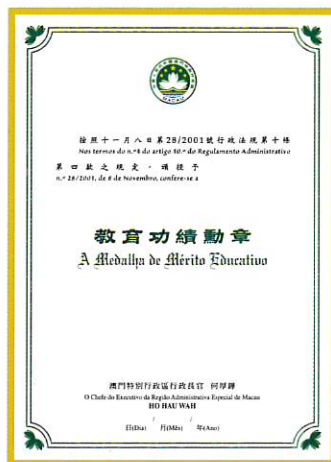 MACAU
按照十一月八日第28/2001號行政法規第十條
Nos termos do n.º4 do artigo 10.º do Regulamento Administrativo
第四款之規定，頒授予
n.º 28/2001, de 8 de Novembro, confere-se a
教育功績勳章
A Medalha de Mérito Educativo
澳門特別行政區行政長官 何厚鏵
O Chefe do Executivo da Região Administrativa Especial de Macau
HO HAU WAH
/ /
日(Dia) 月(Mês) 年(Ano)